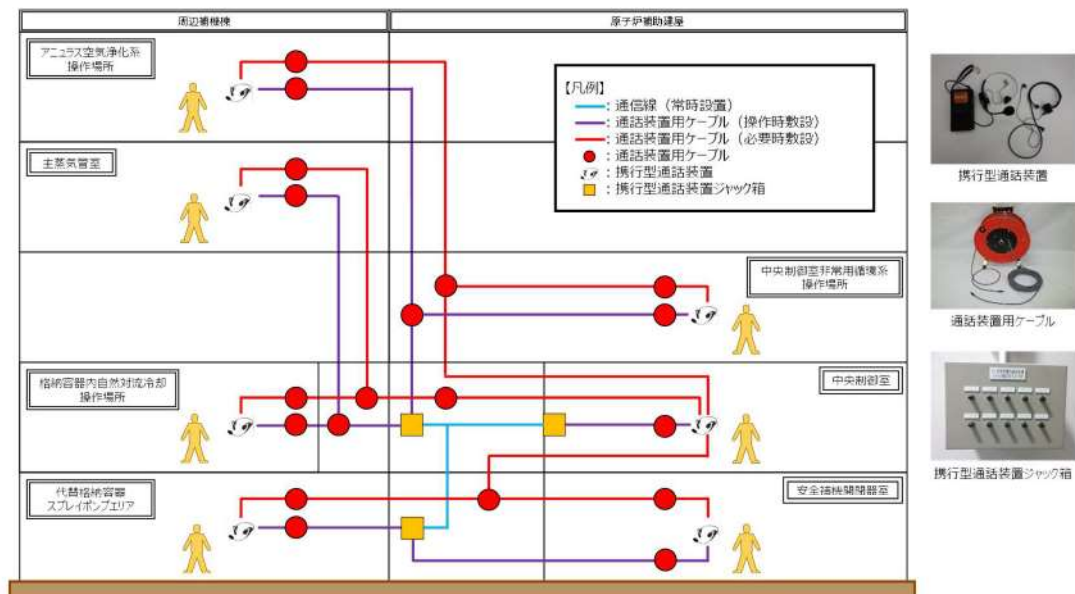 周辺補機棟
原子炉補助建屋
アニュラス空気浄化系
操作場所
【凡例】
：通信線（常時設置）
：通話装置用ケーブル（操作時敷設）
：通話装置用ケーブル（必要時敷設）
：通話装置用ケーブル
：携行型通話装置
：携行型通話装置ジャック箱
主蒸気管室
中央制御室非常用循環系
操作場所
格納容器内自然対流冷却
操作場所
中央制御室
代替格納容器
スプレイポンプエリア
安全補機開閉器室
携行型通話装置
通話装置用ケーブル
携行型通話装置ジャック箱